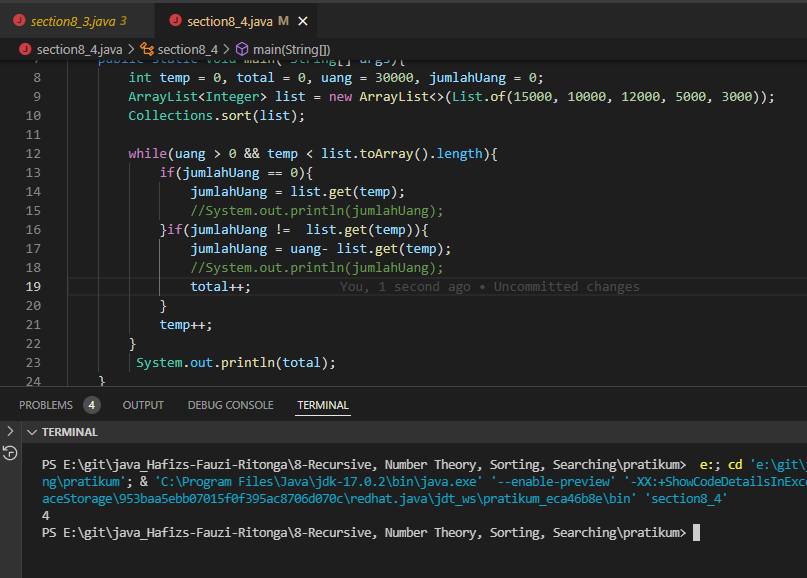 section8_3.java 3 section8_4.java M
section8_4.java > section8_4 > main(String[])
7 public static void main( String[] args){
8 int temp = 0, total = 0, uang = 30000, jumlahUang = 0;
9 ArrayList<Integer> list = new ArrayList<>(List.of(15000, 10000, 12000, 5000, 3000));
10 Collections.sort(list);
11
12 while(uang > 0 && temp < list.toArray().length){
13 if(jumlahUang == 0){
14 jumlahUang = list.get(temp);
15 //System.out.println(jumlahUang);
16 }if(jumlahUang !=  list.get(temp)){
17 jumlahUang = uang- list.get(temp);
18 //System.out.println(jumlahUang);
19 total++; You, 1 second ago • Uncommitted changes
20 }
21 temp++;
22 }
23 System.out.println(total);
24 }
PROBLEMS 4 OUTPUT DEBUG CONSOLE TERMINAL
TERMINAL
PS E:\git\java_Hafizs-Fauzi-Ritonga\8-Recursive, Number Theory, Sorting, Searching\pratikum> e:; cd 'e:\git\
ng\pratikum'; & 'C:\Program Files\Java\jdk-17.0.2\bin\java.exe' '--enable-preview' '-XX:+ShowCodeDetailsInExce
aceStorage\953baa5ebb07015f0f395ac8706d070c\redhat.java\jdt_ws\pratikum_eca46b8e\bin' 'section8_4'
4
PS E:\git\java_Hafizs-Fauzi-Ritonga\8-Recursive, Number Theory, Sorting, Searching\pratikum>